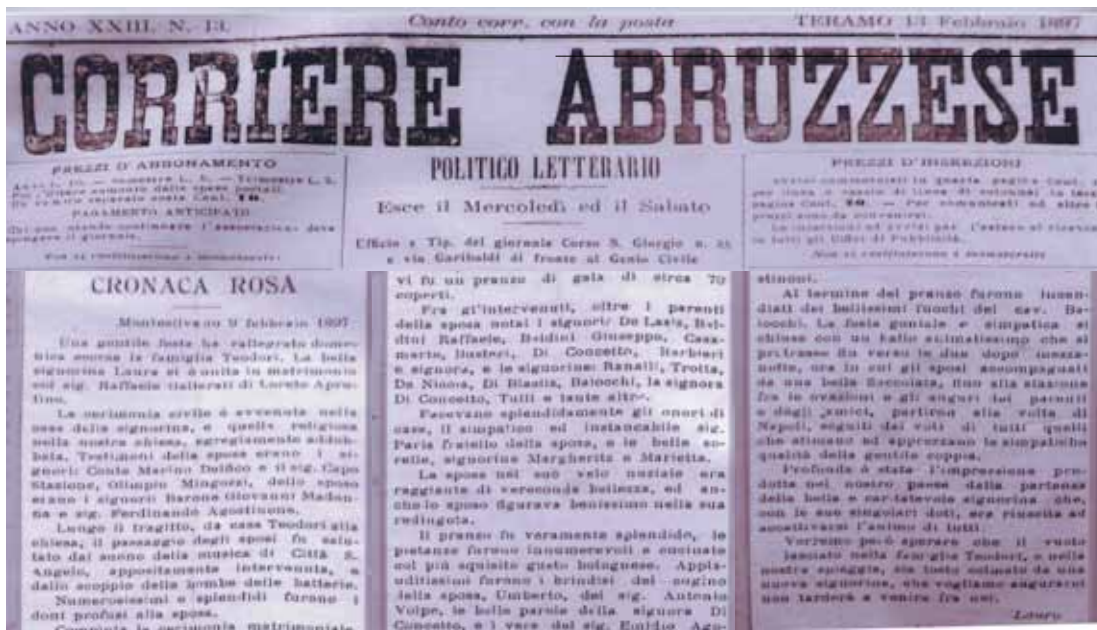 ANNO XXIII. N. 13.
Conto corr. con la posta
TERAMO 13 Febbraio 1897
CORRIERE ABRUZZESE
PREZZI D'ABBONAMENTO
PAGAMENTO ANTICIPATO
POLITICO LETTERARIO
Esce il Mercoledì ed il Sabato
Ufficio e Tip. del giornale Corso S. Giorgio n.
e via Garibaldi di fronte al Genio Civile
PREZZI D'INSERZIONI
CRONACA ROSA
Montesilvano 9 febbraio 1897
Una gentile festa ha rallegrato dome-
nica scorsa la famiglia Teodori. La bella
signorina Laura si è unita in matrimonio
col sig. Raffaele di Loreto Apru-
tino.
La cerimonia civile è avvenuta nella
casa della signorina, e quella religiosa
nella nostra chiesa, egregiamente addob-
bata. Testimoni della sposa erano i si-
gnori: Conte Marino Delfico e il sig. Capo
Stazione, Olimpio Mingozzi, dello sposo
erano i signori Barone Giovanni Madon-
na e sig. Ferdinando Agostinone.
Lungo il tragitto, da casa Teodori alla
chiesa, il passaggio degli sposi fu salu-
tato dal suono della musica di Città S.
Angelo, appositamente intervenuta, e
dallo scoppio delle bombe delle batterie.
Numerosissimi e splendidi furono i
doni profusi alla sposa.
Compiuta la cerimonia matrimoniale
vi fu un pranzo di gala di circa 70
coperti.
Fra gl'intervenuti, oltre i parenti
della sposa notai i signori: De Lasis, Bel-
dini Raffaele, Beldini Giuseppe, Casa-
marte, Di Concetto, Barbieri
e signora, e le signorine: Ranalli, Trotta,
De Nicola, Di Blasiis, Baiocchi, la signora
Di Concetto, Tulli e tante altre.
Facevano splendidamente gli onori di
casa, il simpatico ed instancabile sig.
Paris fratello della sposa, e le belle so-
relle, signorine Margherita e Marietta.
La sposa nel suo velo nuziale era
raggiante di vereconda bellezza, ed an-
che lo sposo figurava benissimo nella sua
redingota.
Il pranzo fu veramente splendido, le
pietanze furono innumerevoli e cucinate
col più squisito gusto bolognese. Appla-
uditissimi furono i brindisi del cugino
della sposa, Umberto, del sig. Antonio
Volpe, le belle parole della signora Di
Concetto, e i versi del sig. Emidio Ago-
stinoni.
Al termine del pranzo furono incen-
diati dei bellissimi fuochi del cav. Ba-
iocchi. La festa geniale e simpatica si
chiuse con un ballo animatissimo che si
protrasse fin verso le due dopo mezza-
notte, ora in cui gli sposi accompagnati
da una bella fiaccolata, fino alla stazione
fra le ovazioni e gli auguri dei parenti
e degli amici, partirono alla volta di
Napoli, seguiti dai voti di tutti quelli
che stimano ed apprezzano le simpatiche
qualità della gentile coppia.
Profonda è stata l'impressione pro-
dotta nel nostro paese dalla partenza
della bella e caritatevole signorina che,
con le sue singolari doti, era riuscita ad
accattivarsi l'animo di tutti.
Vorremo però sperare che il vuoto
lasciato nella famiglia Teodori, e nella
nostra spiaggia, sia tosto colmato da una
nuova signorina, che vogliamo augurarci
non tarderà a venire fra noi.
Lauro